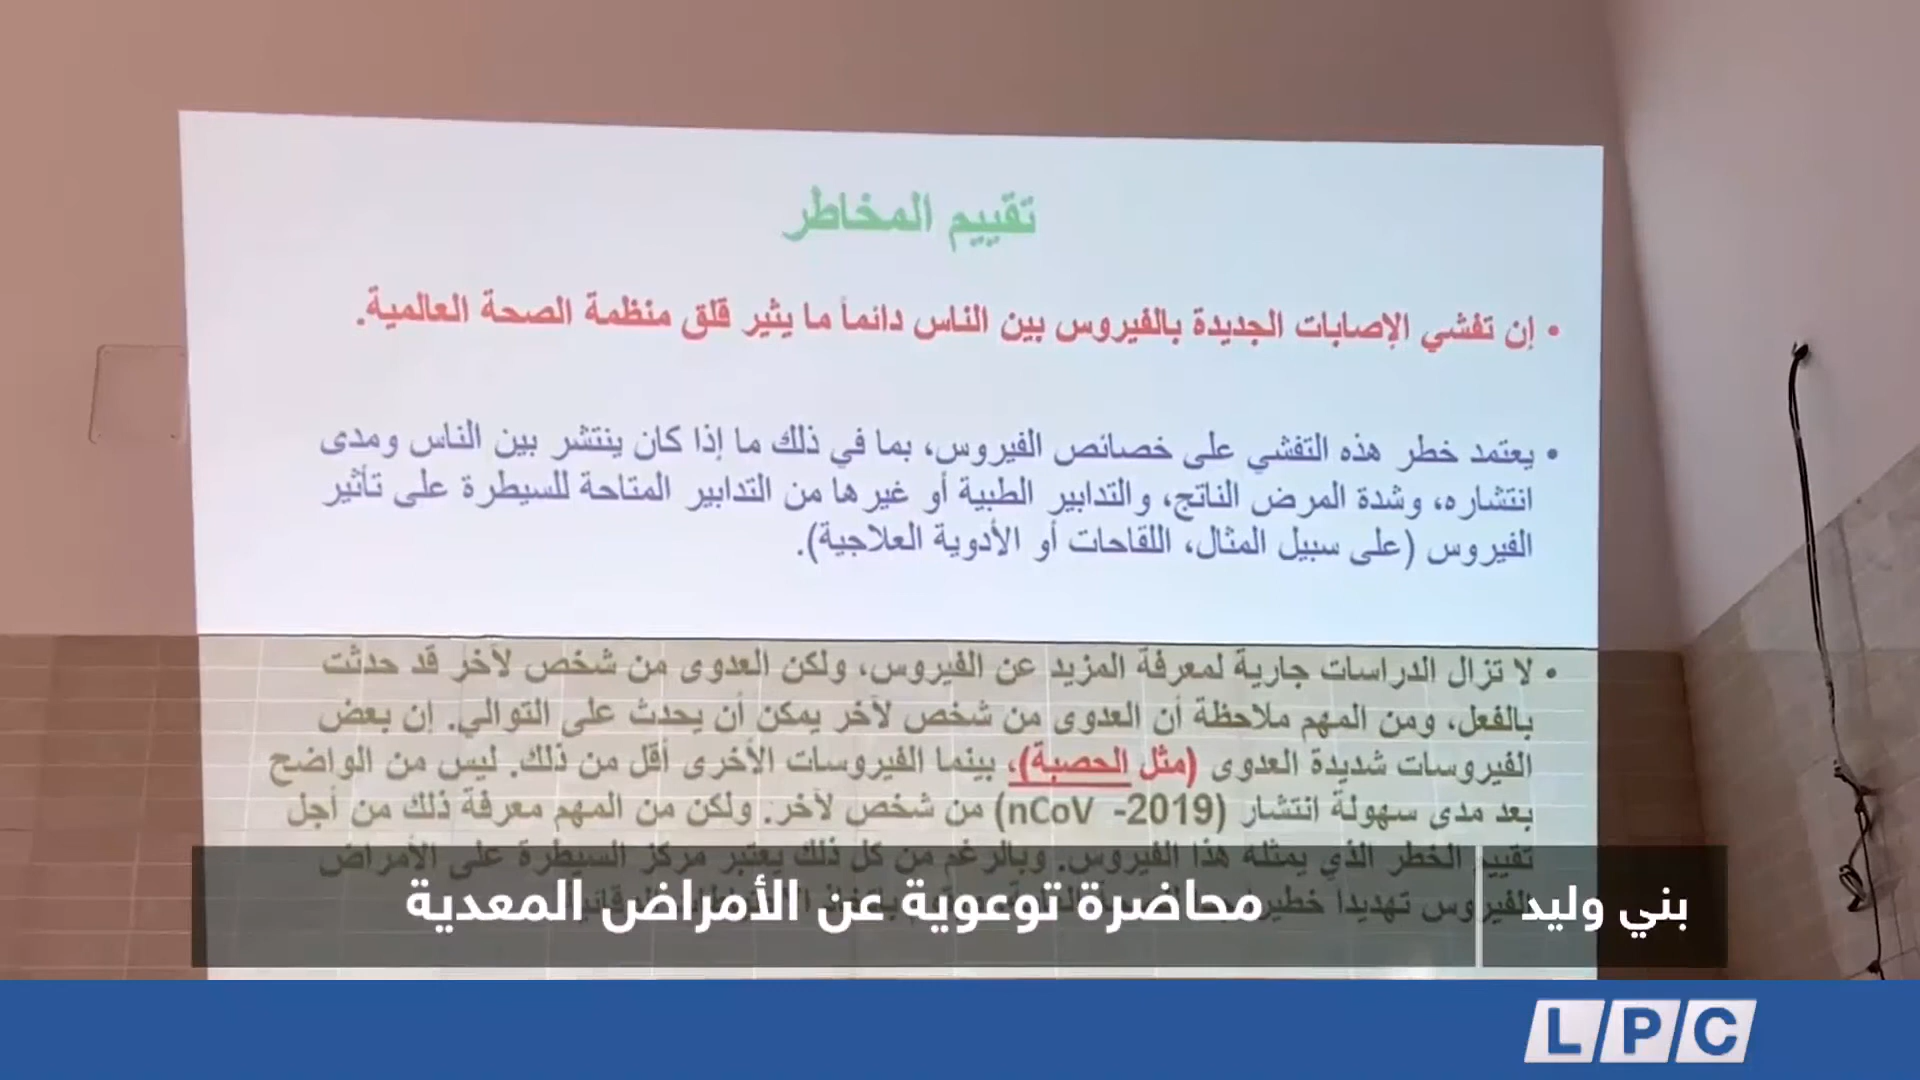 تقييم المخاطر
• إن تفشي الإصابات الجديدة بالفيروس بين الناس دائماً ما يثير قلق منظمة الصحة العالمية.
• يعتمد خطر هذه التفشي على خصائص الفيروس، بما في ذلك ما إذا كان ينتشر بين الناس ومدى
انتشاره، وشدة المرض الناتج، والتدابير الطبية أو غيرها من التدابير المتاحة للسيطرة على تأثير
الفيروس (على سبيل المثال، اللقاحات أو الأدوية العلاجية).
• لا تزال الدراسات جارية لمعرفة المزيد عن الفيروس، ولكن العدوى من شخص لآخر قد حدثت
بالفعل، ومن المهم ملاحظة أن العدوى من شخص لآخر يمكن أن يحدث على التوالي. إن بعض
الفيروسات شديدة العدوى (مثل الحصبة)، بينما الفيروسات الأخرى أقل من ذلك. ليس من الواضح
بعد مدى سهولة انتشار (nCoV -2019) من شخص لآخر. ولكن من المهم معرفة ذلك من أجل
تقييم الخطر الذي يمثله هذا الفيروس. وبالرغم من كل ذلك يعتبر مركز السيطرة على الأمراض
الفيروس تهديدا
بني وليد
محاضرة توعوية عن الأمراض المعدية
LPC